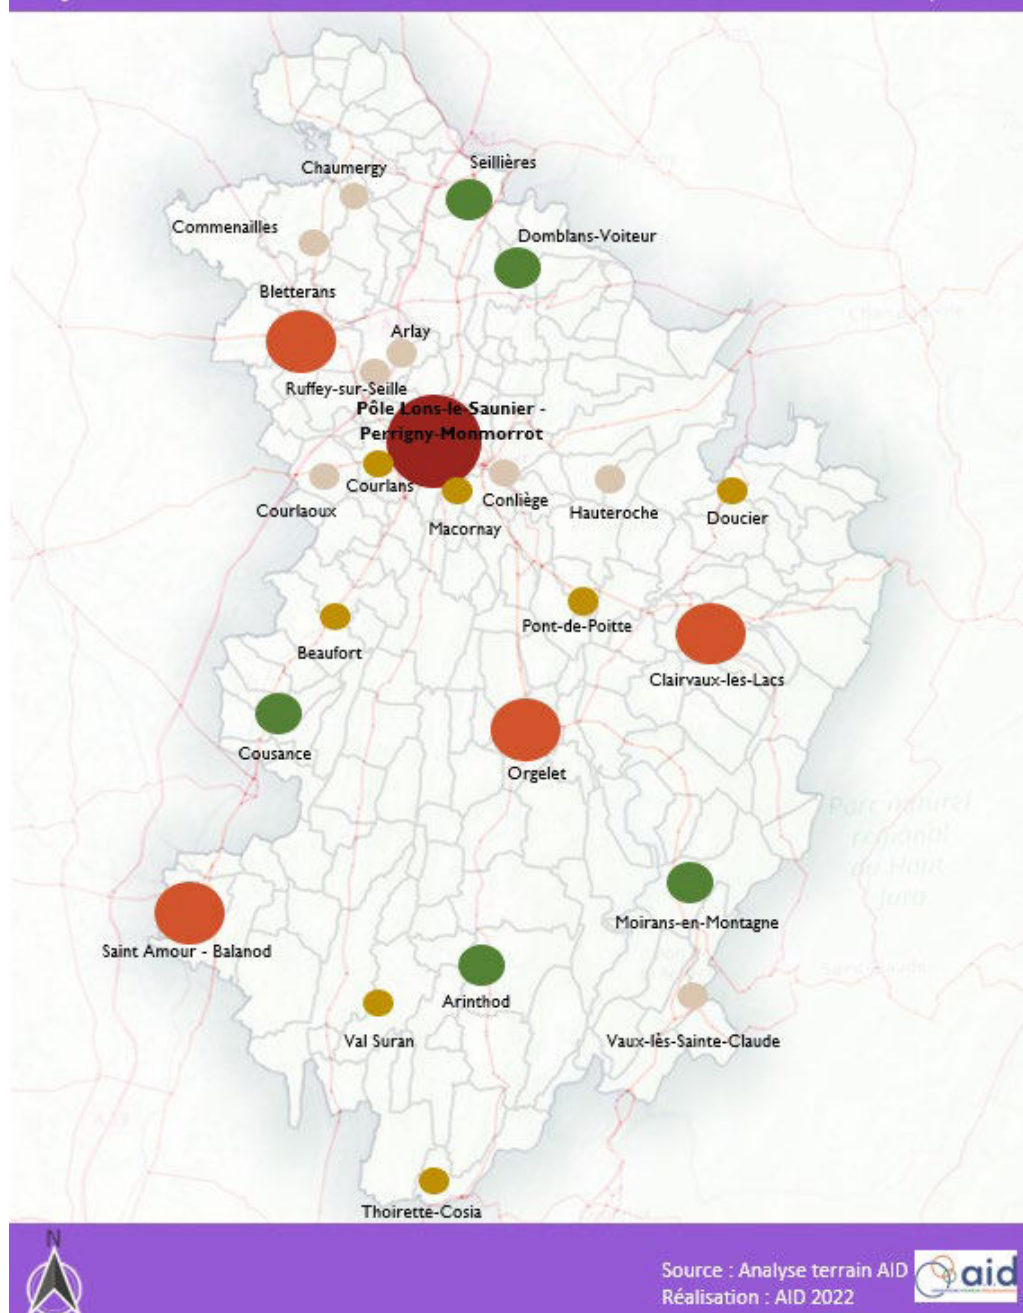 Chaumergy
Seillières
Commenailles
Domblans-Voiteur
Bletterans
Arlay
Ruffey-sur-Seille
Pôle Lons-le-Saunier -
Perrigny-Monmorrot
Courlans
Conliège
Courlaoux
Macornay
Hauteroche
Doucier
Pont-de-Poitte
Beaufort
Clairvaux-les-Lacs
Cousance
Orgelet
Parc naturel
régional
du Haut
Jura
Moirans-en-Montagne
Saint Amour - Balanod
Arinthod
Val Suran
Vaux-lès-Sainte-Claude
Thoirette-Cosia
N
Source : Analyse terrain AID
Réalisation : AID 2022
aid